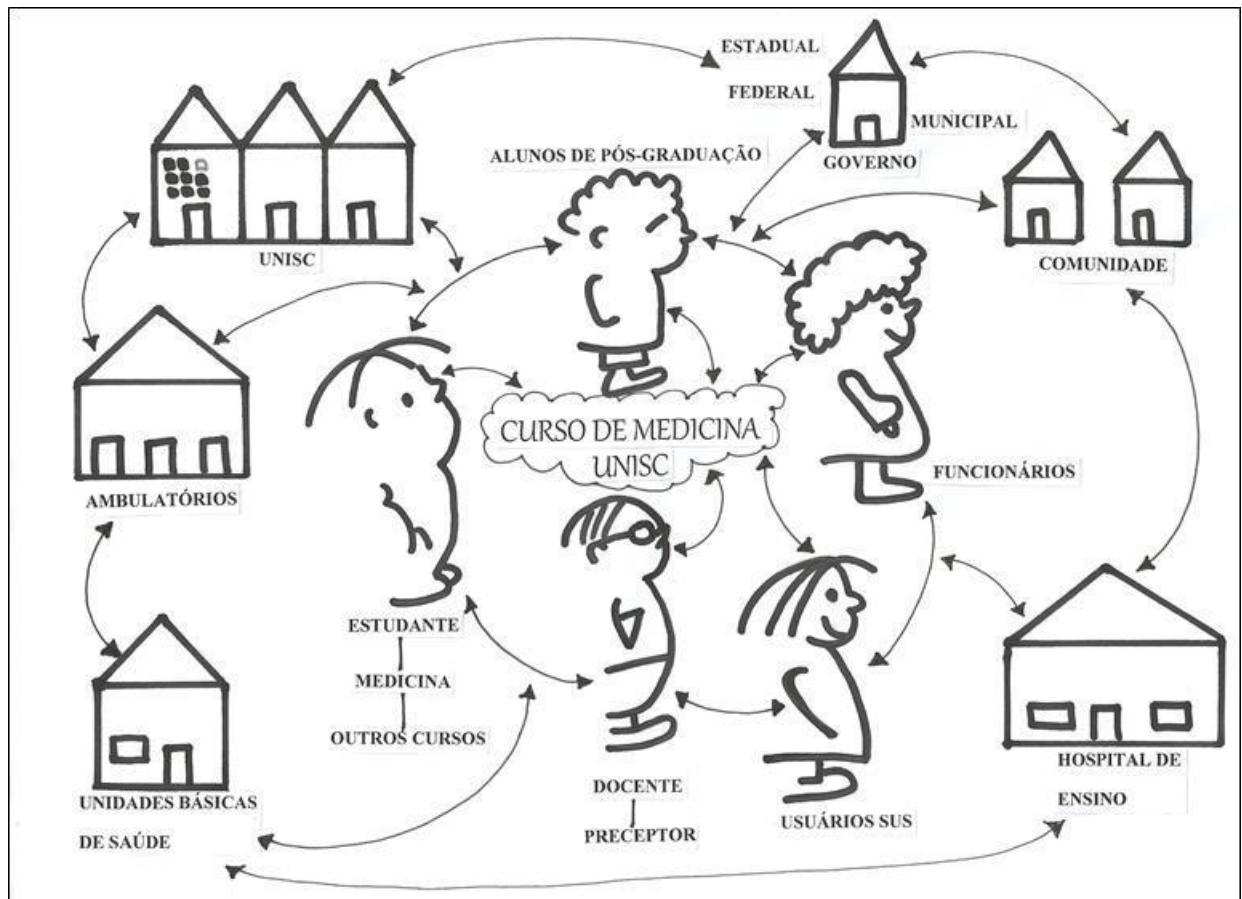 ESTADUAL
FEDERAL
MUNICIPAL
GOVERNO
ALUNOS DE PÓS-GRADUAÇÃO
UNISC
COMUNIDADE
CURSO DE MEDICINA
UNISC
AMBULATÓRIOS
FUNCIONÁRIOS
ESTUDANTE
MEDICINA
OUTROS CURSOS
UNIDADES BÁSICAS
DE SAÚDE
DOCENTE
PRECEPTOR
USUÁRIOS SUS
HOSPITAL DE
ENSINO